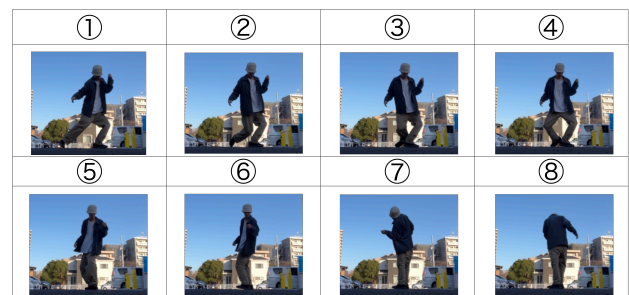 ① ② ③ ④
⑤ ⑥ ⑦ ⑧